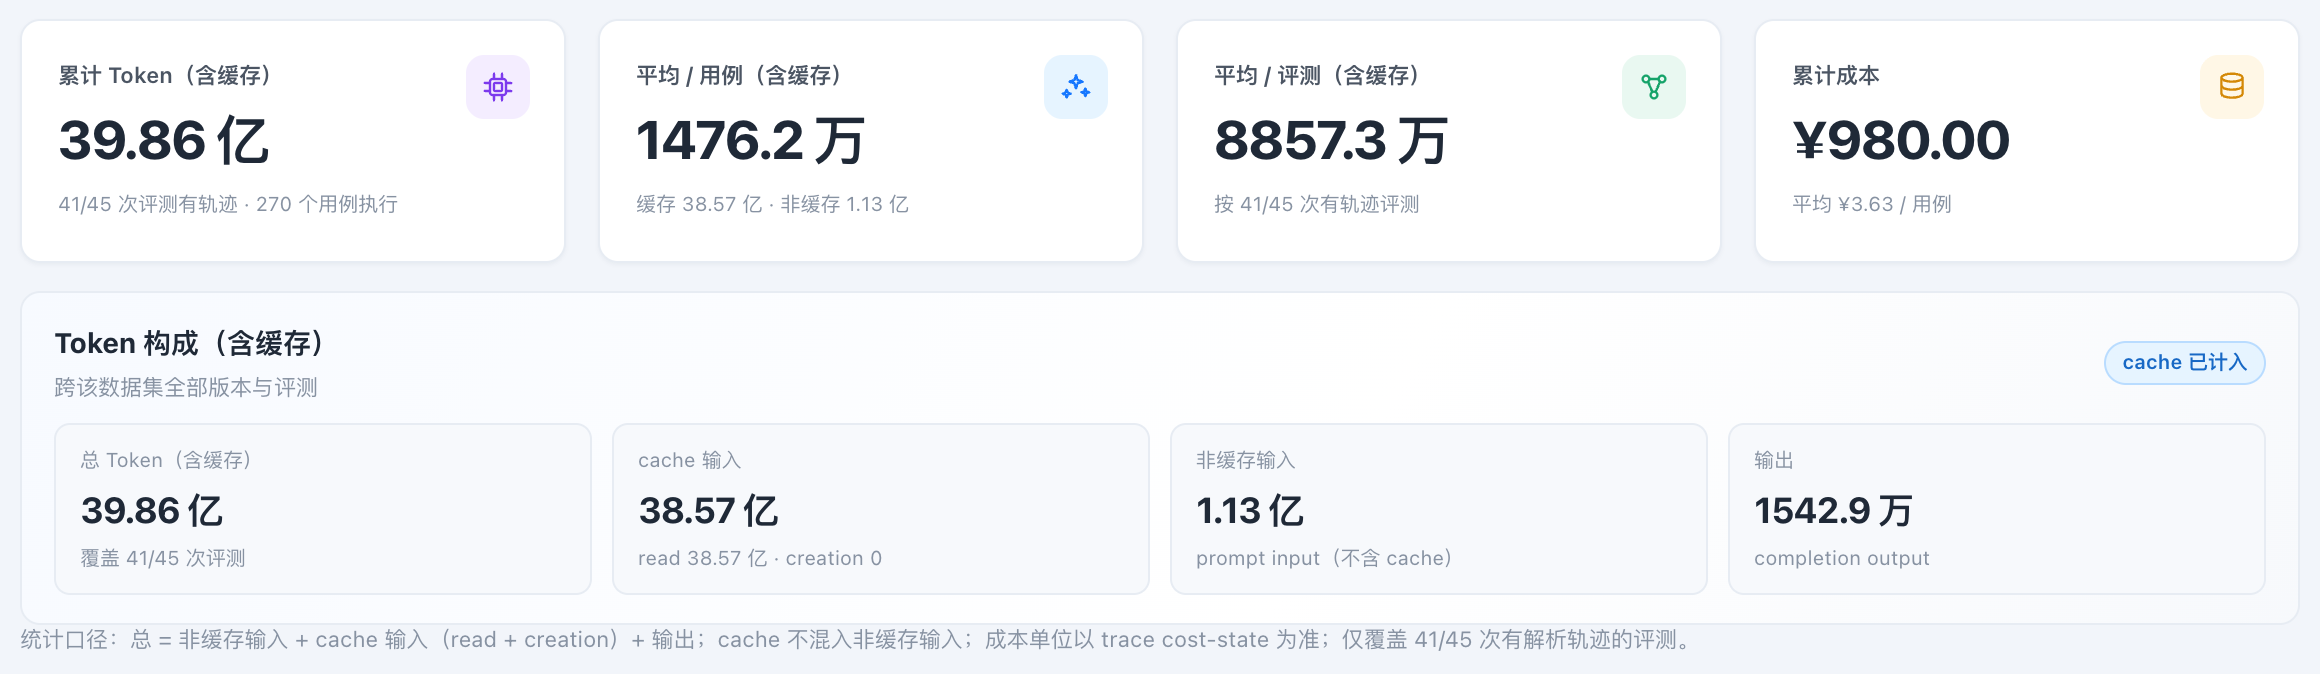 累计 Token（含缓存）
39.86 亿
41/45 次评测有轨迹 · 270 个用例执行
平均 / 用例（含缓存）
1476.2 万
缓存 38.57 亿 · 非缓存 1.13 亿
平均 / 评测（含缓存）
8857.3 万
按 41/45 次有轨迹评测
累计成本
¥980.00
平均 ¥3.63 / 用例
Token 构成（含缓存）
跨该数据集全部版本与评测
cache 已计入
总 Token（含缓存）
39.86 亿
覆盖 41/45 次评测
cache 输入
38.57 亿
read 38.57 亿 · creation 0
非缓存输入
1.13 亿
prompt input（不含 cache）
输出
1542.9 万
completion output
统计口径：总 = 非缓存输入 + cache 输入（read + creation）+ 输出；cache 不混入非缓存输入；成本单位以 trace cost-state 为准；仅覆盖 41/45 次有解析轨迹的评测。